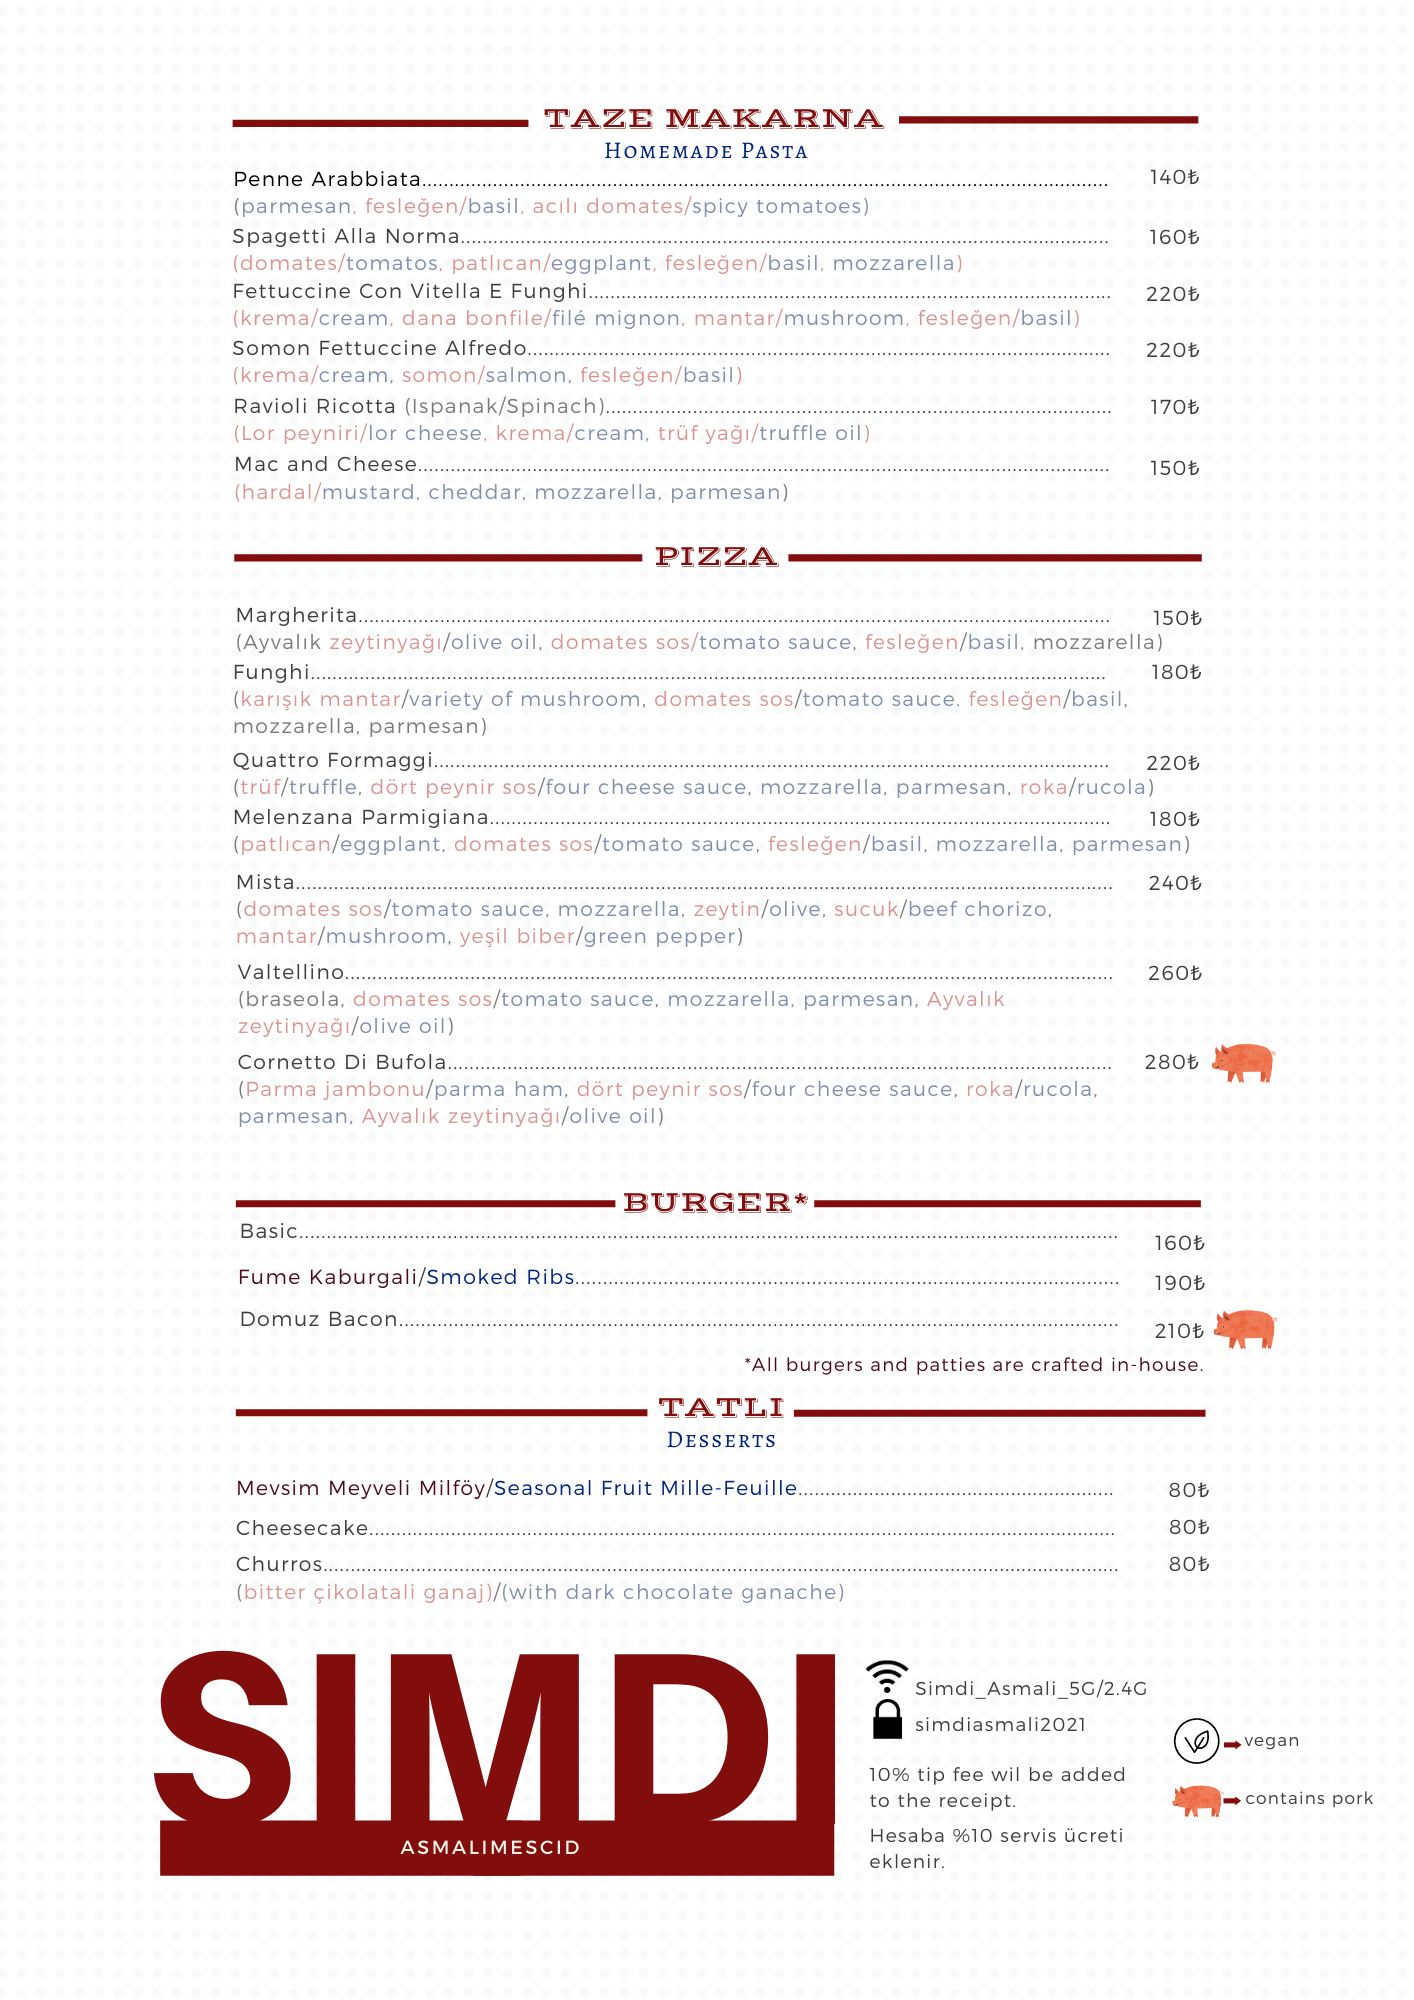 TAZE MAKARNA
Homemade Pasta
Penne Arabbiata 140₺
(parmesan, fesleğen/basil, acılı domates/spicy tomatoes)
Spagetti Alla Norma 160₺
(domates/tomatos, patlıcan/eggplant, fesleğen/basil, mozzarella)
Fettuccine Con Vitella E Funghi 220₺
(krema/cream, dana bonfile/filé mignon, mantar/mushroom, fesleğen/basil)
Somon Fettuccine Alfredo 220₺
(krema/cream, somon/salmon, fesleğen/basil)
Ravioli Ricotta (Ispanak/Spinach) 170₺
(Lor peyniri/lor cheese, krema/cream, trüf yağı/truffle oil)
Mac and Cheese 150₺
(hardal/mustard, cheddar, mozzarella, parmesan)
PIZZA
Margherita 150₺
(Ayvalık zeytinyağı/olive oil, domates sos/tomato sauce, fesleğen/basil, mozzarella)
Funghi 180₺
(karışık mantar/variety of mushroom, domates sos/tomato sauce. fesleğen/basil,
mozzarella, parmesan)
Quattro Formaggi 220₺
(trüf/truffle, dört peynir sos/four cheese sauce, mozzarella, parmesan, roka/rucola)
Melenzana Parmigiana 180₺
(patlıcan/eggplant, domates sos/tomato sauce, fesleğen/basil, mozzarella, parmesan)
Mista 240₺
(domates sos/tomato sauce, mozzarella, zeytin/olive, sucuk/beef chorizo,
mantar/mushroom, yeşil biber/green pepper)
Valtellino 260₺
(braseola, domates sos/tomato sauce, mozzarella, parmesan, Ayvalık
zeytinyağı/olive oil)
Cornetto Di Bufola 280₺
(Parma jambonu/parma ham, dört peynir sos/four cheese sauce, roka/rucola,
parmesan, Ayvalık zeytinyağı/olive oil)
BURGER*
Basic 160₺
Fume Kaburgali/Smoked Ribs 190₺
Domuz Bacon 210₺
*All burgers and patties are crafted in-house.
TATLI
Desserts
Mevsim Meyveli Milföy/Seasonal Fruit Mille-Feuille 80₺
Cheesecake 80₺
Churros 80₺
(bitter çikolatali ganaj)/(with dark chocolate ganache)
SIMDI
ASMALIMESCID
Simdi_Asmali_5G/2.4G
simdiasmali2021
10% tip fee wil be added
to the receipt.
Hesaba %10 servis ücreti
eklenir.
vegan
contains pork